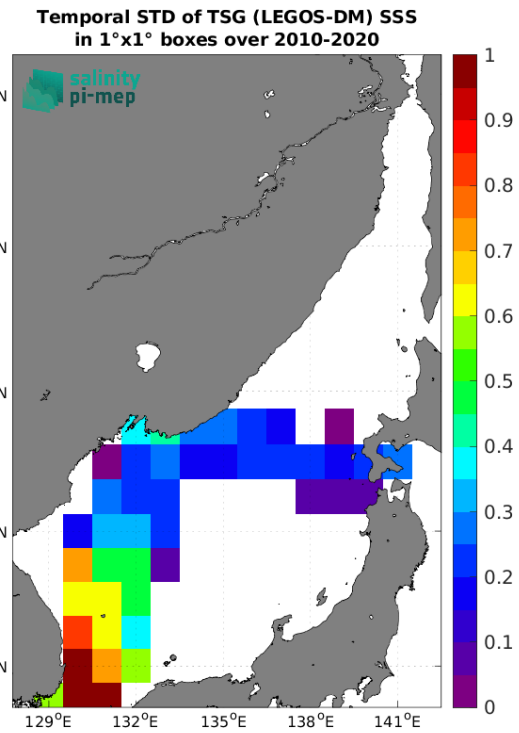 Temporal STD of TSG (LEGOS-DM) SSS
in 1°x1° boxes over 2010-2020
salinity
pi-mep
N
N
N
N
N
1
0.9
0.8
0.7
0.6
0.5
0.4
0.3
0.2
0.1
0
129°E 132°E 135°E 138°E 141°E